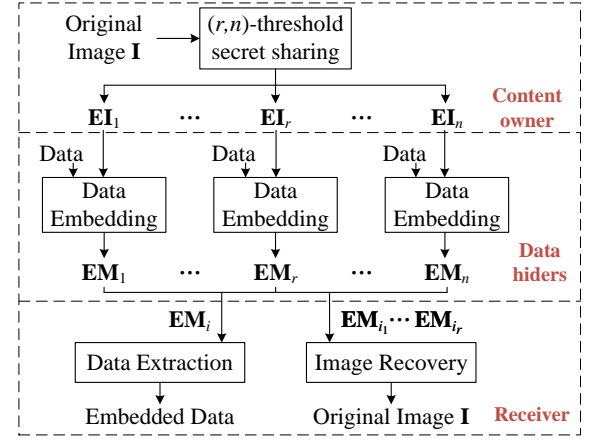 Original
Image I
(r,n)-threshold
secret sharing
EI₁ ··· EIᵣ ··· EIₙ
Content
owner
Data Data Data
Data
Embedding
Data
Embedding
Data
Embedding
EM₁ ··· EMᵣ ··· EMₙ
Data
hiders
EMᵢ
EMᵢ₁··· EMᵢᵣ
Data Extraction
Image Recovery
Embedded Data
Original Image I
Receiver